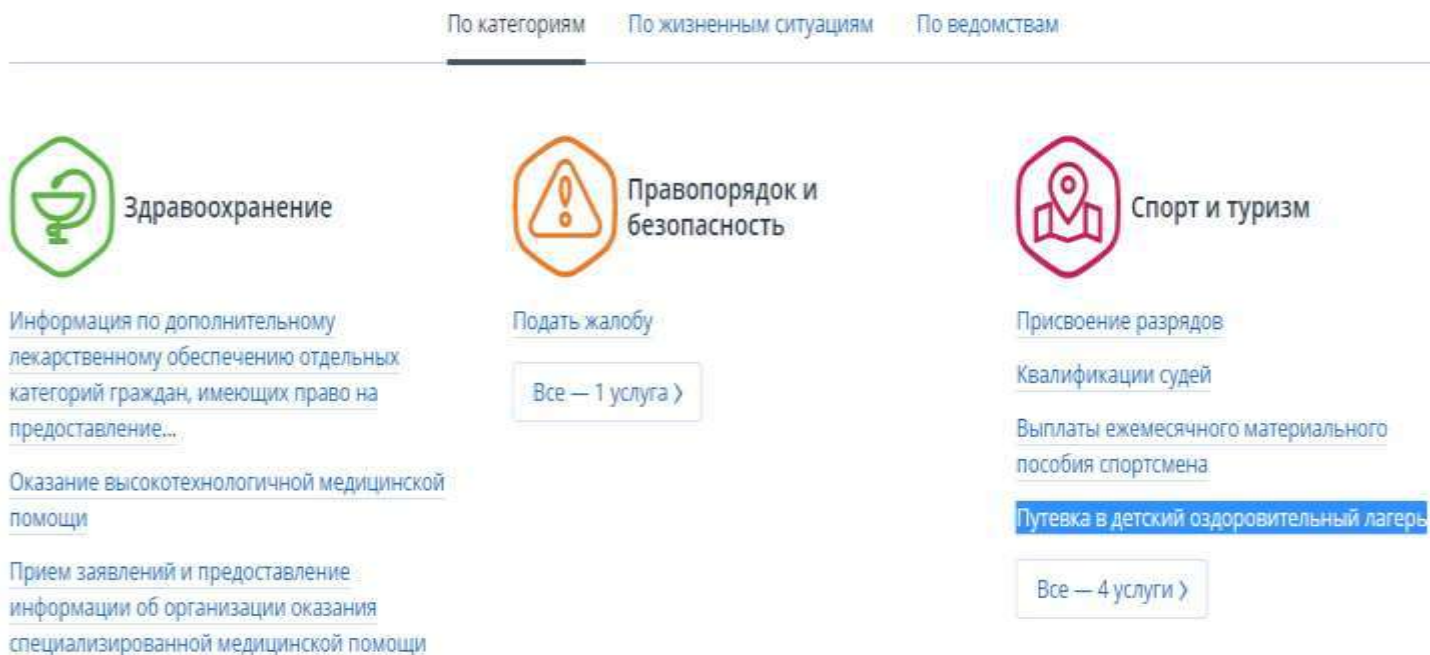 По категориям По жизненным ситуациям По ведомствам
Здравоохранение
Информация по дополнительному
лекарственному обеспечению отдельных
категорий граждан, имеющих право на
предоставление...
Оказание высокотехнологичной медицинской
помощи
Прием заявлений и предоставление
информации об организации оказания
специализированной медицинской помощи
Правопорядок и
безопасность
Подать жалобу
Все — 1 услуга ❯
Спорт и туризм
Присвоение разрядов
Квалификации судей
Выплаты ежемесячного материального
пособия спортсмена
Путевка в детский оздоровительный лагерь
Все — 4 услуги ❯